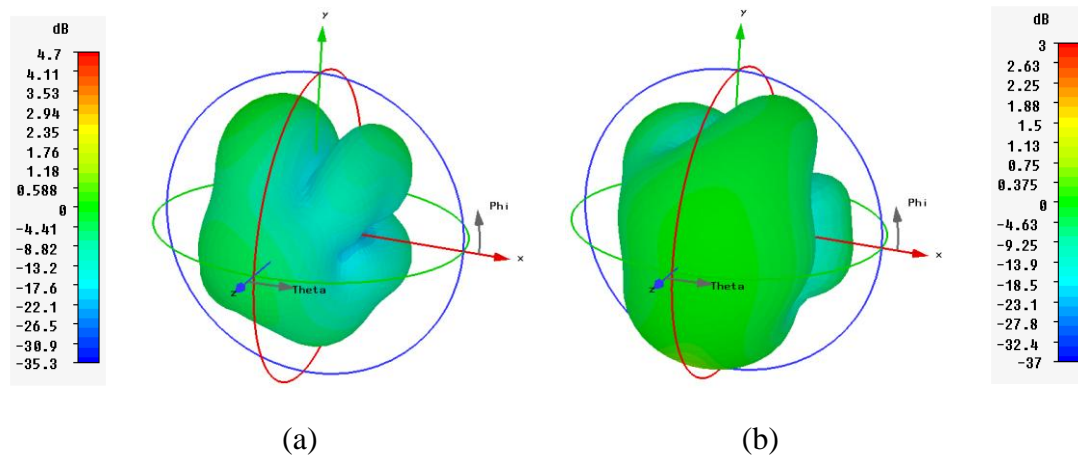 dB
4.7
4.11
3.53
2.94
2.35
1.76
1.18
0.588
0
-4.41
-8.82
-13.2
-17.6
-22.1
-26.5
-30.9
-35.3
y
Phi
x
z
Theta
y
Phi
x
z
Theta
dB
3
2.63
2.25
1.88
1.5
1.13
0.75
0.375
0
-4.63
-9.25
-13.9
-18.5
-23.1
-27.8
-32.4
-37
(a)
(b)